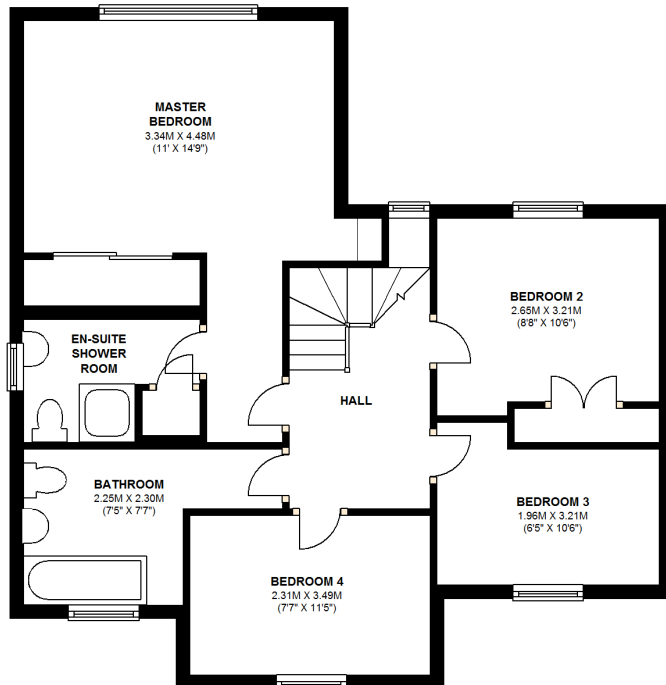 MASTER
BEDROOM
3.34M X 4.48M
(11' X 14'9")
BEDROOM 2
2.65M X 3.21M
(8'8" X 10'6")
EN-SUITE
SHOWER
ROOM
HALL
BATHROOM
2.25M X 2.30M
(7'5" X 7'7")
BEDROOM 3
1.96M X 3.21M
(6'5" X 10'6")
BEDROOM 4
2.31M X 3.49M
(7'7" X 11'5")